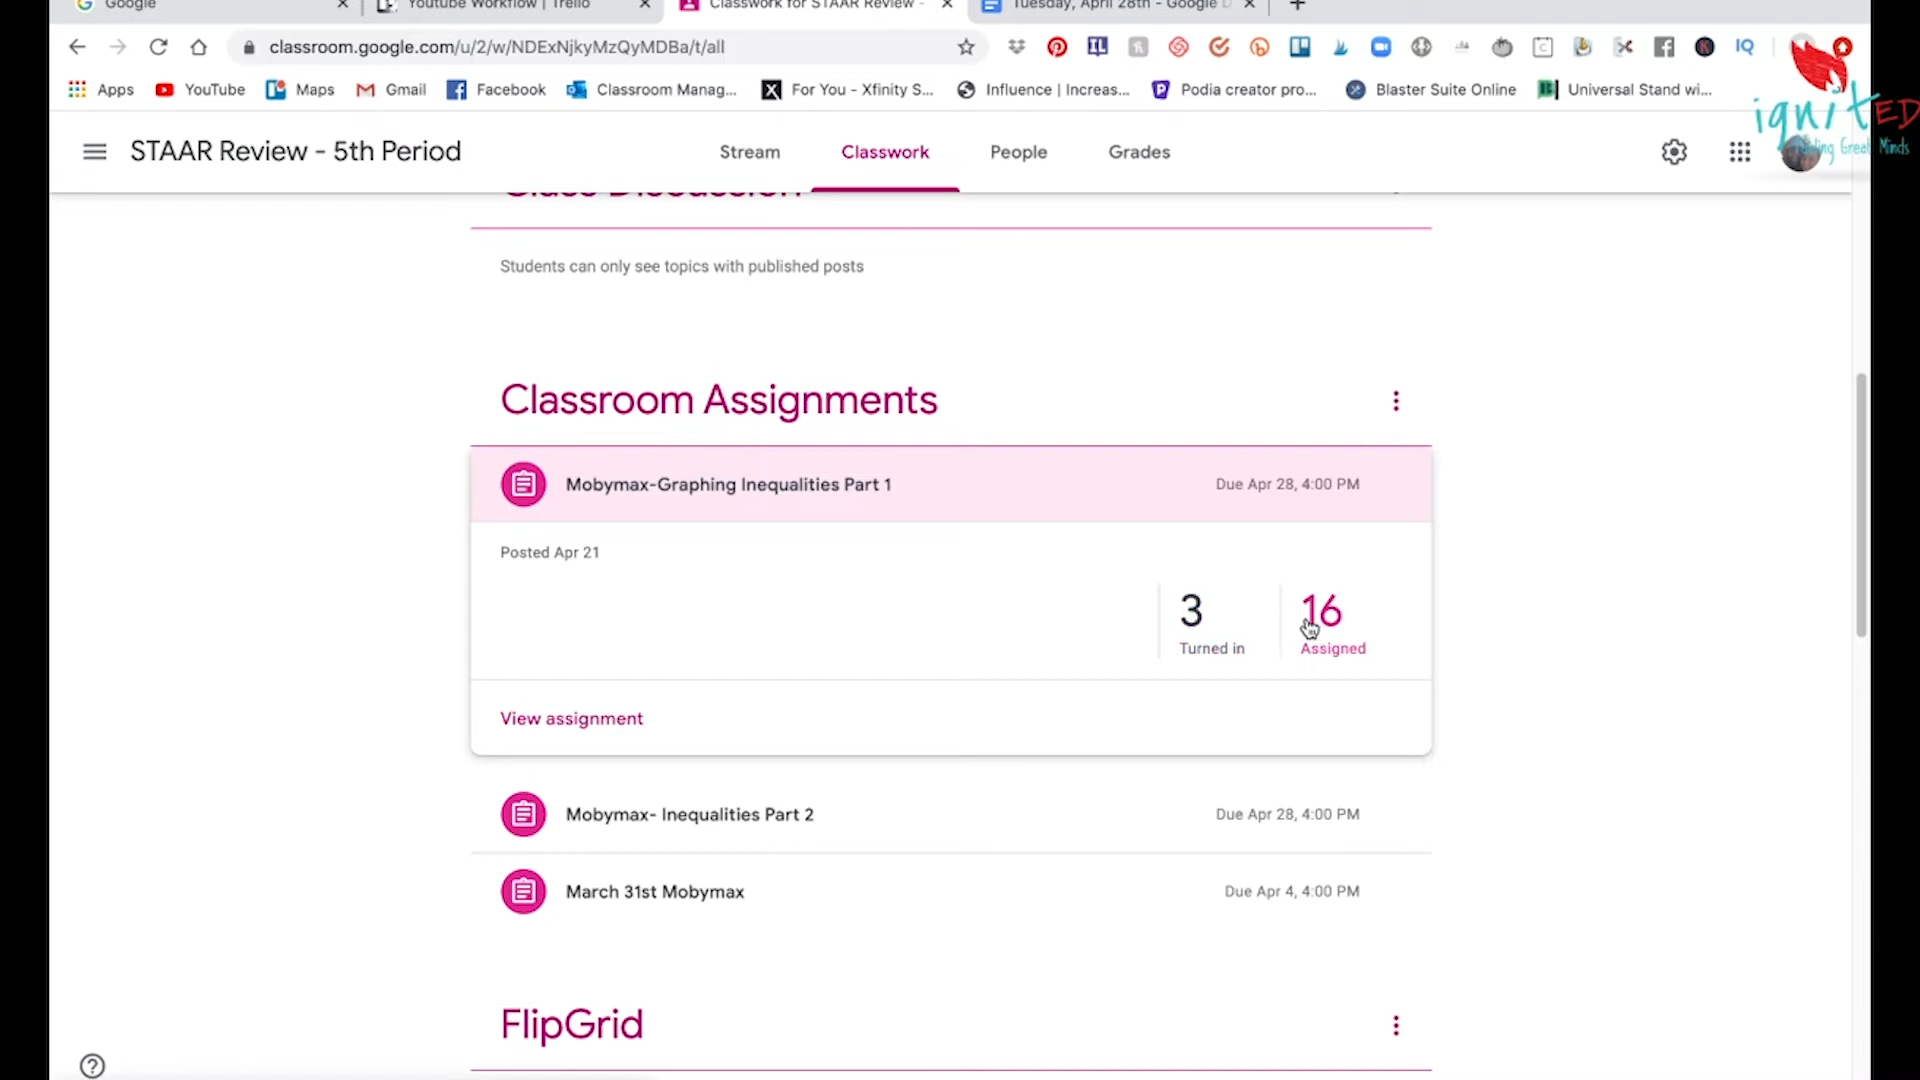 Google
Youtube Workflow | Trello
Classwork for STAAR Review -
Tuesday, April 28th - Google D
classroom.google.com/u/2/w/NDExNjkyMzQyMDBa/t/all
Apps
YouTube
Maps
Gmail
Facebook
Classroom Manag...
For You - Xfinity S...
Influence | Increas...
Podia creator pro...
Blaster Suite Online
Universal Stand wi...
ignitED
Great Minds
STAAR Review - 5th Period
Stream
Classwork
People
Grades
Class Discussion
Students can only see topics with published posts
Classroom Assignments
Mobymax-Graphing Inequalities Part 1
Due Apr 28, 4:00 PM
Posted Apr 21
3
Turned in
16
Assigned
View assignment
Mobymax- Inequalities Part 2
Due Apr 28, 4:00 PM
March 31st Mobymax
Due Apr 4, 4:00 PM
FlipGrid